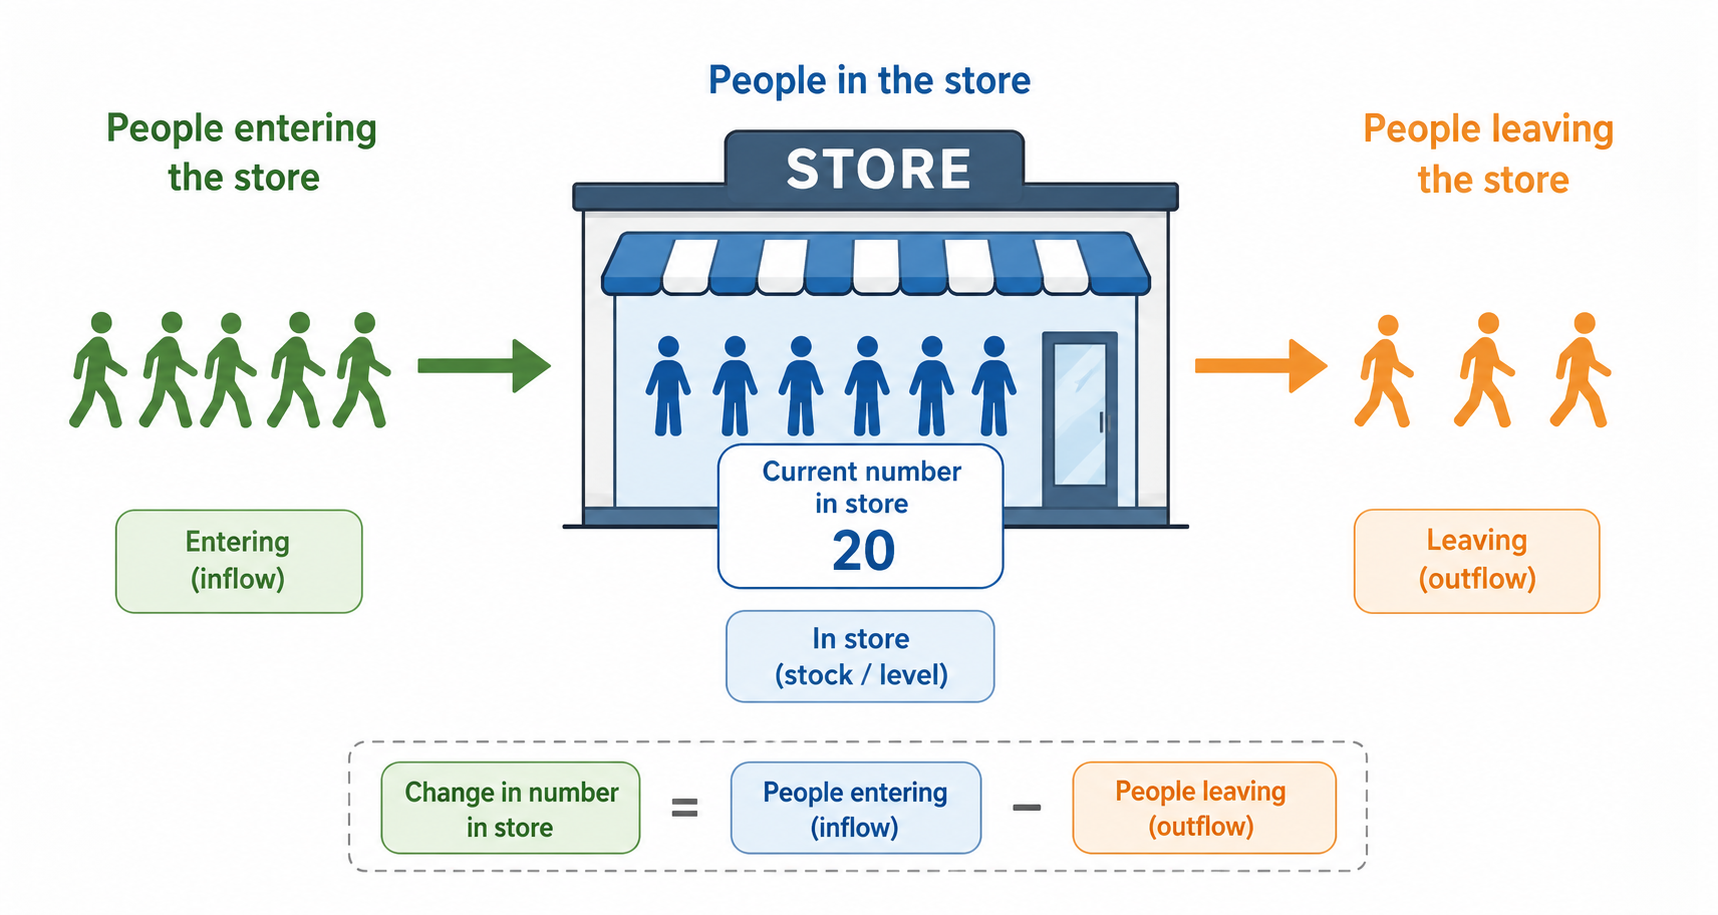 People in the store
People entering
the store
People leaving
the store
STORE
Current number
in store
20
Entering
(inflow)
Leaving
(outflow)
In store
(stock / level)
Change in number
in store
=
People entering
(inflow)
−
People leaving
(outflow)